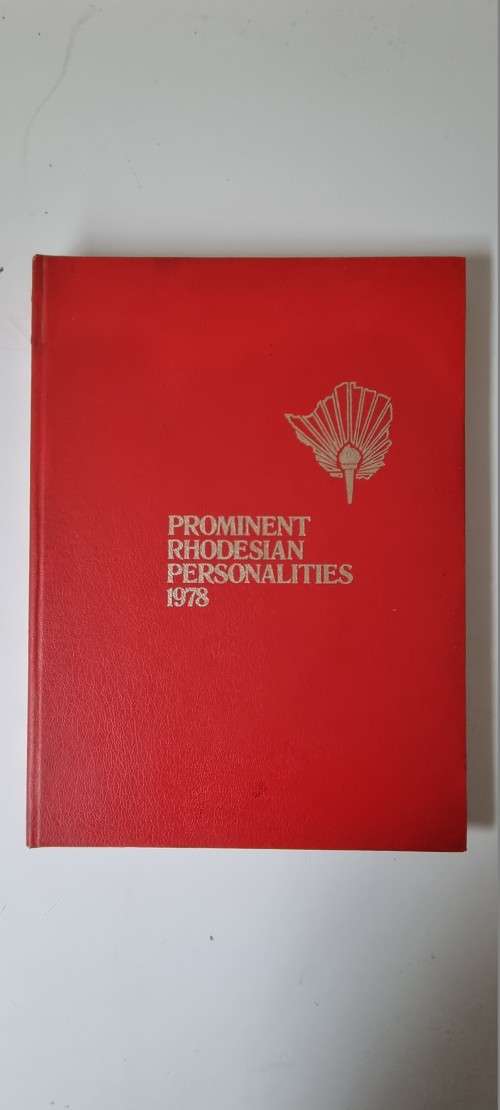 PROMINENT
RHODESIAN
PERSONALITIES
1978